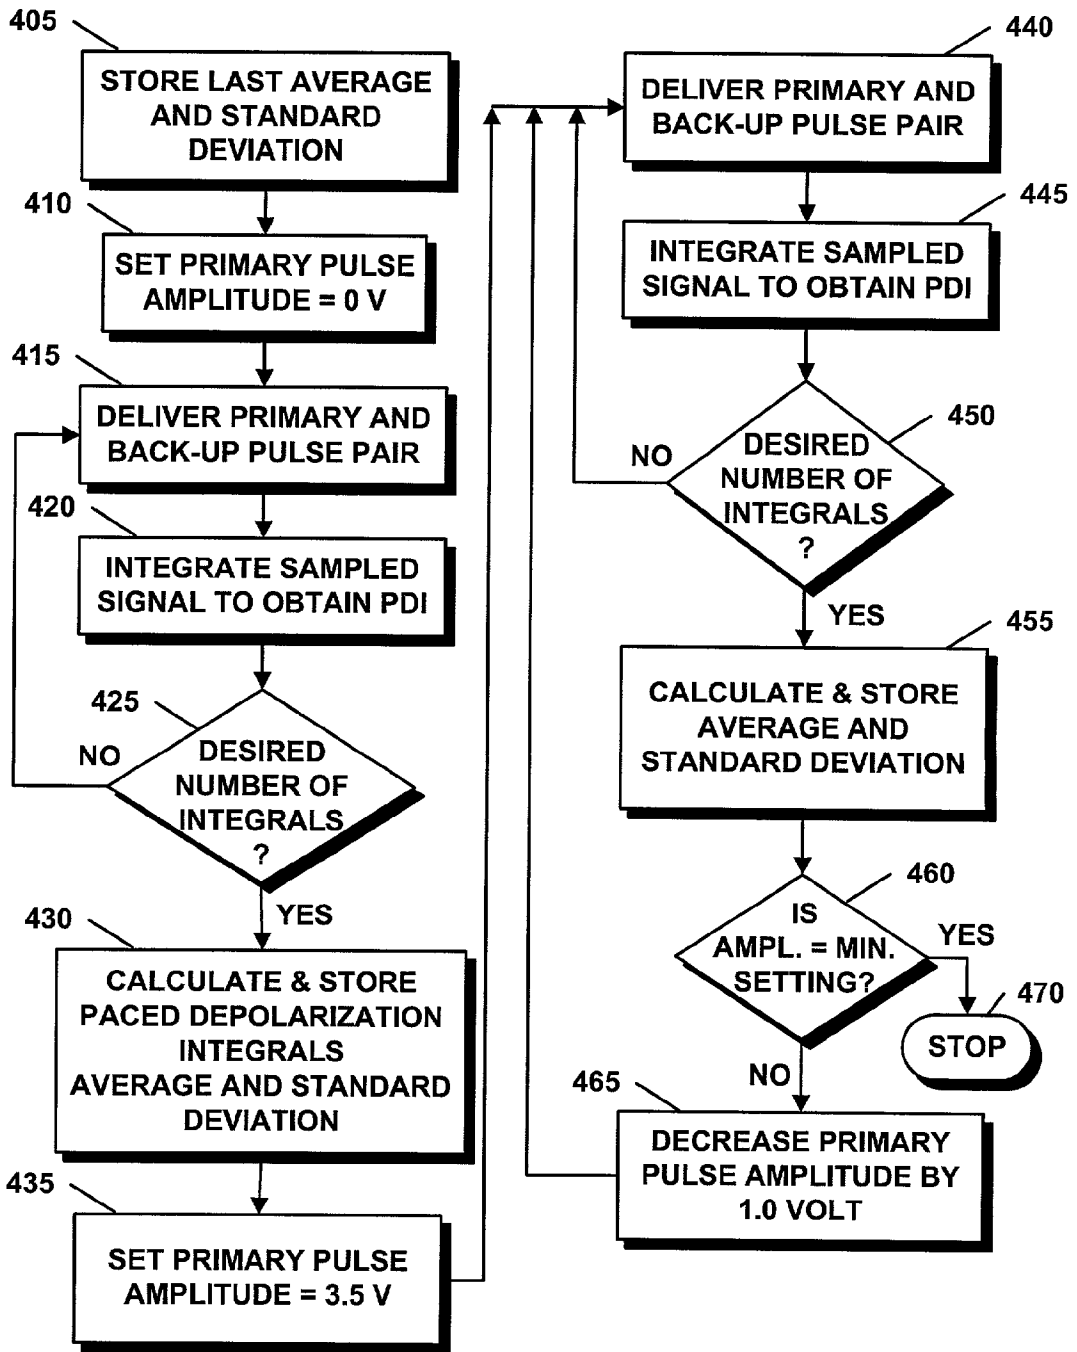 405
STORE LAST AVERAGE
AND STANDARD
DEVIATION
410
SET PRIMARY PULSE
AMPLITUDE = 0 V
415
DELIVER PRIMARY AND
BACK-UP PULSE PAIR
420
INTEGRATE SAMPLED
SIGNAL TO OBTAIN PDI
425
NO
DESIRED
NUMBER OF
INTEGRALS
?
YES
430
CALCULATE & STORE
PACED DEPOLARIZATION
INTEGRALS
AVERAGE AND STANDARD
DEVIATION
435
SET PRIMARY PULSE
AMPLITUDE = 3.5 V
440
DELIVER PRIMARY AND
BACK-UP PULSE PAIR
445
INTEGRATE SAMPLED
SIGNAL TO OBTAIN PDI
450
NO
DESIRED
NUMBER OF
INTEGRALS
?
YES
455
CALCULATE & STORE
AVERAGE AND
STANDARD DEVIATION
460
IS
AMPL. = MIN.
SETTING?
YES
470
STOP
NO
465
DECREASE PRIMARY
PULSE AMPLITUDE BY
1.0 VOLT